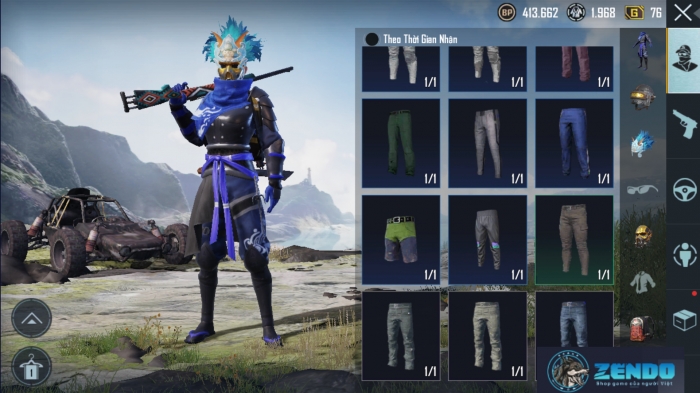 BP 413.662 1.968 G 76
Theo Thời Gian Nhận
1/1 1/1 1/1
1/1 1/1 1/1
1/1 1/1 1/1
1/1 1/1
ZENDO
Shop game của người Việt